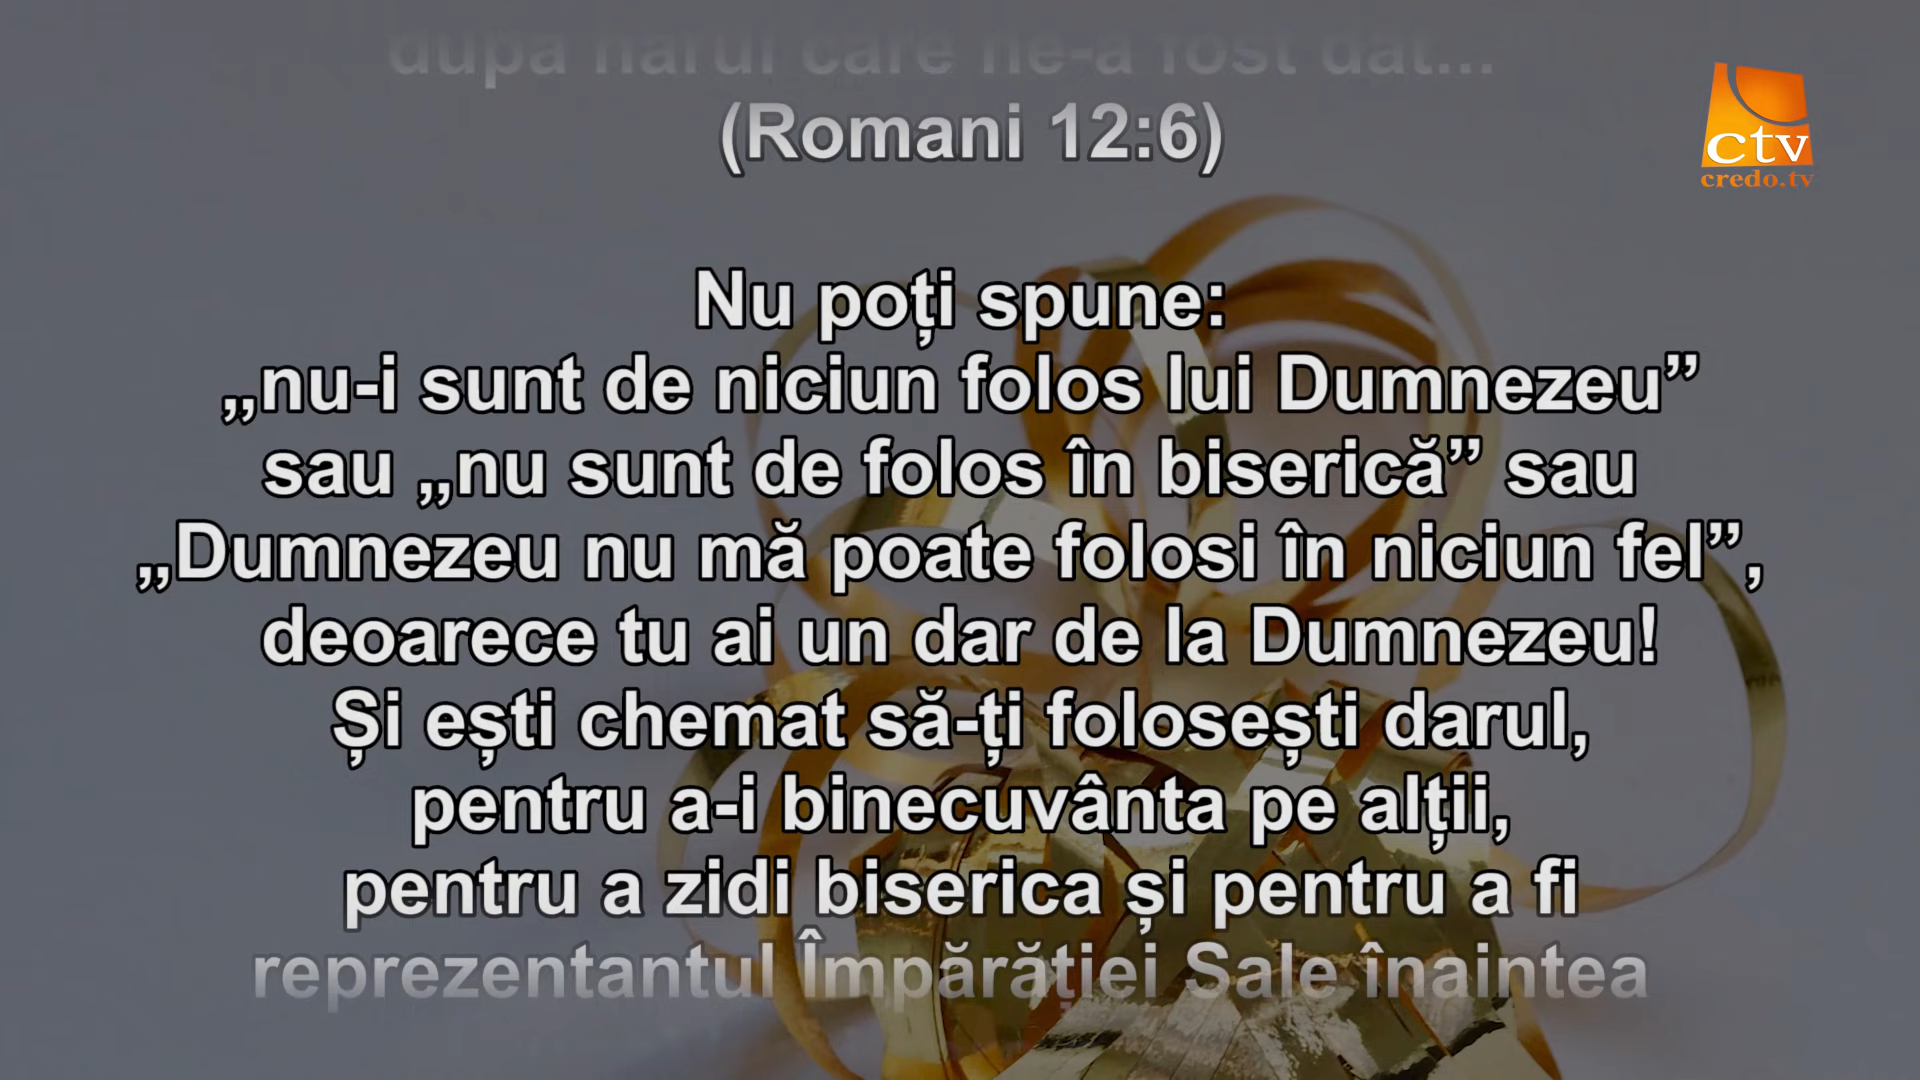 după harul care ne-a fost dat...
(Romani 12:6)
ctv
credo.tv
Nu poți spune:
„nu-i sunt de niciun folos lui Dumnezeu”
sau „nu sunt de folos în biserică” sau
„Dumnezeu nu mă poate folosi în niciun fel”,
deoarece tu ai un dar de la Dumnezeu!
Și ești chemat să-ți folosești darul,
pentru a-i binecuvânta pe alții,
pentru a zidi biserica și pentru a fi
reprezentantul Împărăției Sale înaintea